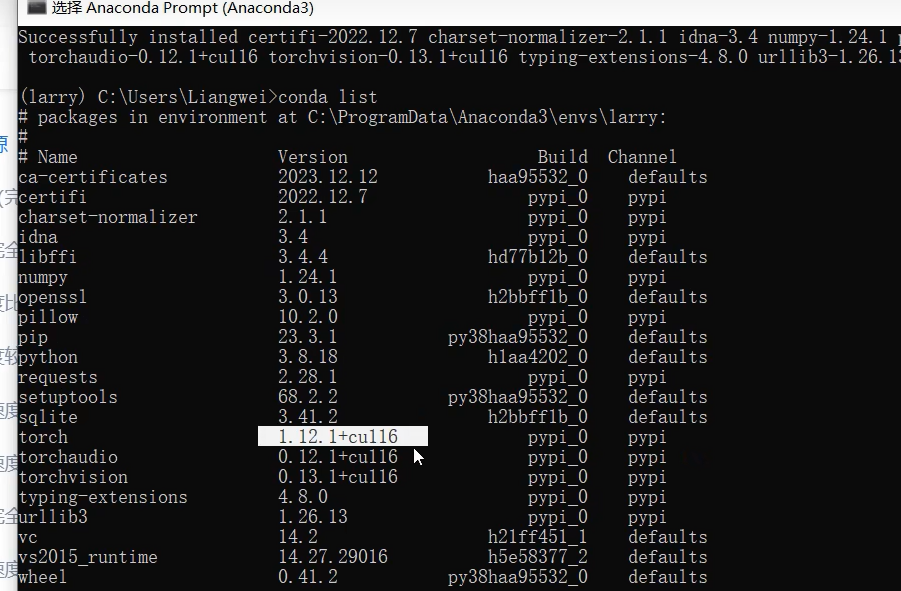 选择 Anaconda Prompt (Anaconda3)
Successfully installed certifi-2022.12.7 charset-normalizer-2.1.1 idna-3.4 numpy-1.24.1
torchaudio-0.12.1+cu116 torchvision-0.13.1+cu116 typing-extensions-4.8.0 urllib3-1.26.13
(larry) C:\Users\Liangwei>conda list
# packages in environment at C:\ProgramData\Anaconda3\envs\larry:
#
# Name Version Build Channel
ca-certificates 2023.12.12 haa95532_0 defaults
certifi 2022.12.7 pypi_0 pypi
charset-normalizer 2.1.1 pypi_0 pypi
idna 3.4 pypi_0 pypi
libffi 3.4.4 hd77b12b_0 defaults
numpy 1.24.1 pypi_0 pypi
openssl 3.0.13 h2bbff1b_0 defaults
pillow 10.2.0 pypi_0 pypi
pip 23.3.1 py38haa95532_0 defaults
python 3.8.18 h1aa4202_0 defaults
requests 2.28.1 pypi_0 pypi
setuptools 68.2.2 py38haa95532_0 defaults
sqlite 3.41.2 h2bbff1b_0 defaults
torch 1.12.1+cu116 pypi_0 pypi
torchaudio 0.12.1+cu116 pypi_0 pypi
torchvision 0.13.1+cu116 pypi_0 pypi
typing-extensions 4.8.0 pypi_0 pypi
urllib3 1.26.13 pypi_0 pypi
vc 14.2 h21ff451_1 defaults
vs2015_runtime 14.27.29016 h5e58377_2 defaults
wheel 0.41.2 py38haa95532_0 defaults